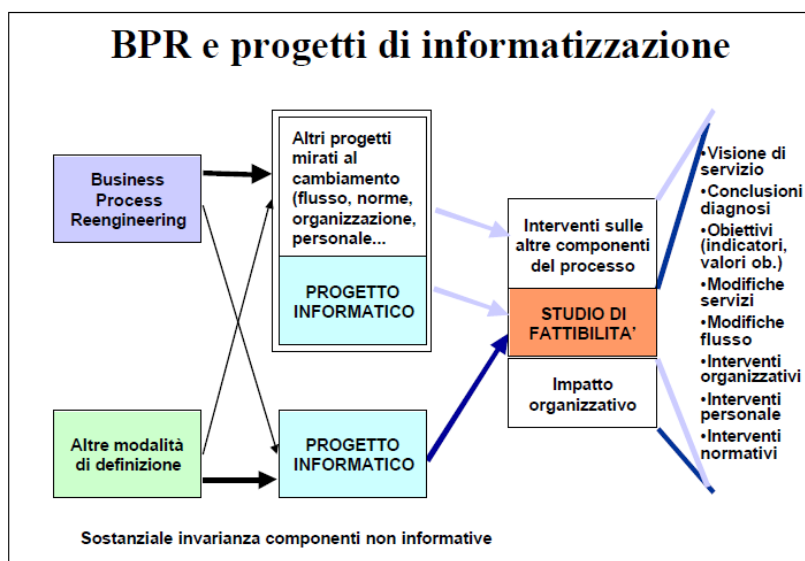 BPR e progetti di informatizzazione
Business
Process
Reengineering
Altre modalità
di definizione
Altri progetti
mirati al
cambiamento
(flusso, norme,
organizzazione,
personale...
PROGETTO
INFORMATICO
PROGETTO
INFORMATICO
Interventi sulle
altre componenti
del processo
STUDIO DI
FATTIBILITA’
Impatto
organizzativo
•Visione di
servizio
•Conclusioni
diagnosi
•Obiettivi
(indicatori,
valori ob.)
•Modifiche
servizi
•Modifiche
flusso
•Interventi
organizzativi
•Interventi
personale
•Interventi
normativi
Sostanziale invarianza componenti non informative